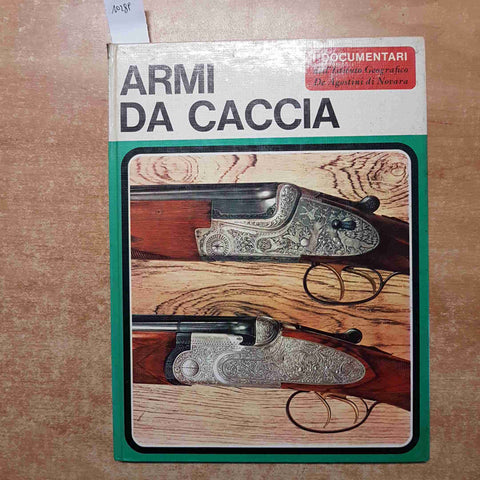 ARMI
DA CACCIA
I DOCUMENTARI
dell'Istituto Geografico
De Agostini di Novara